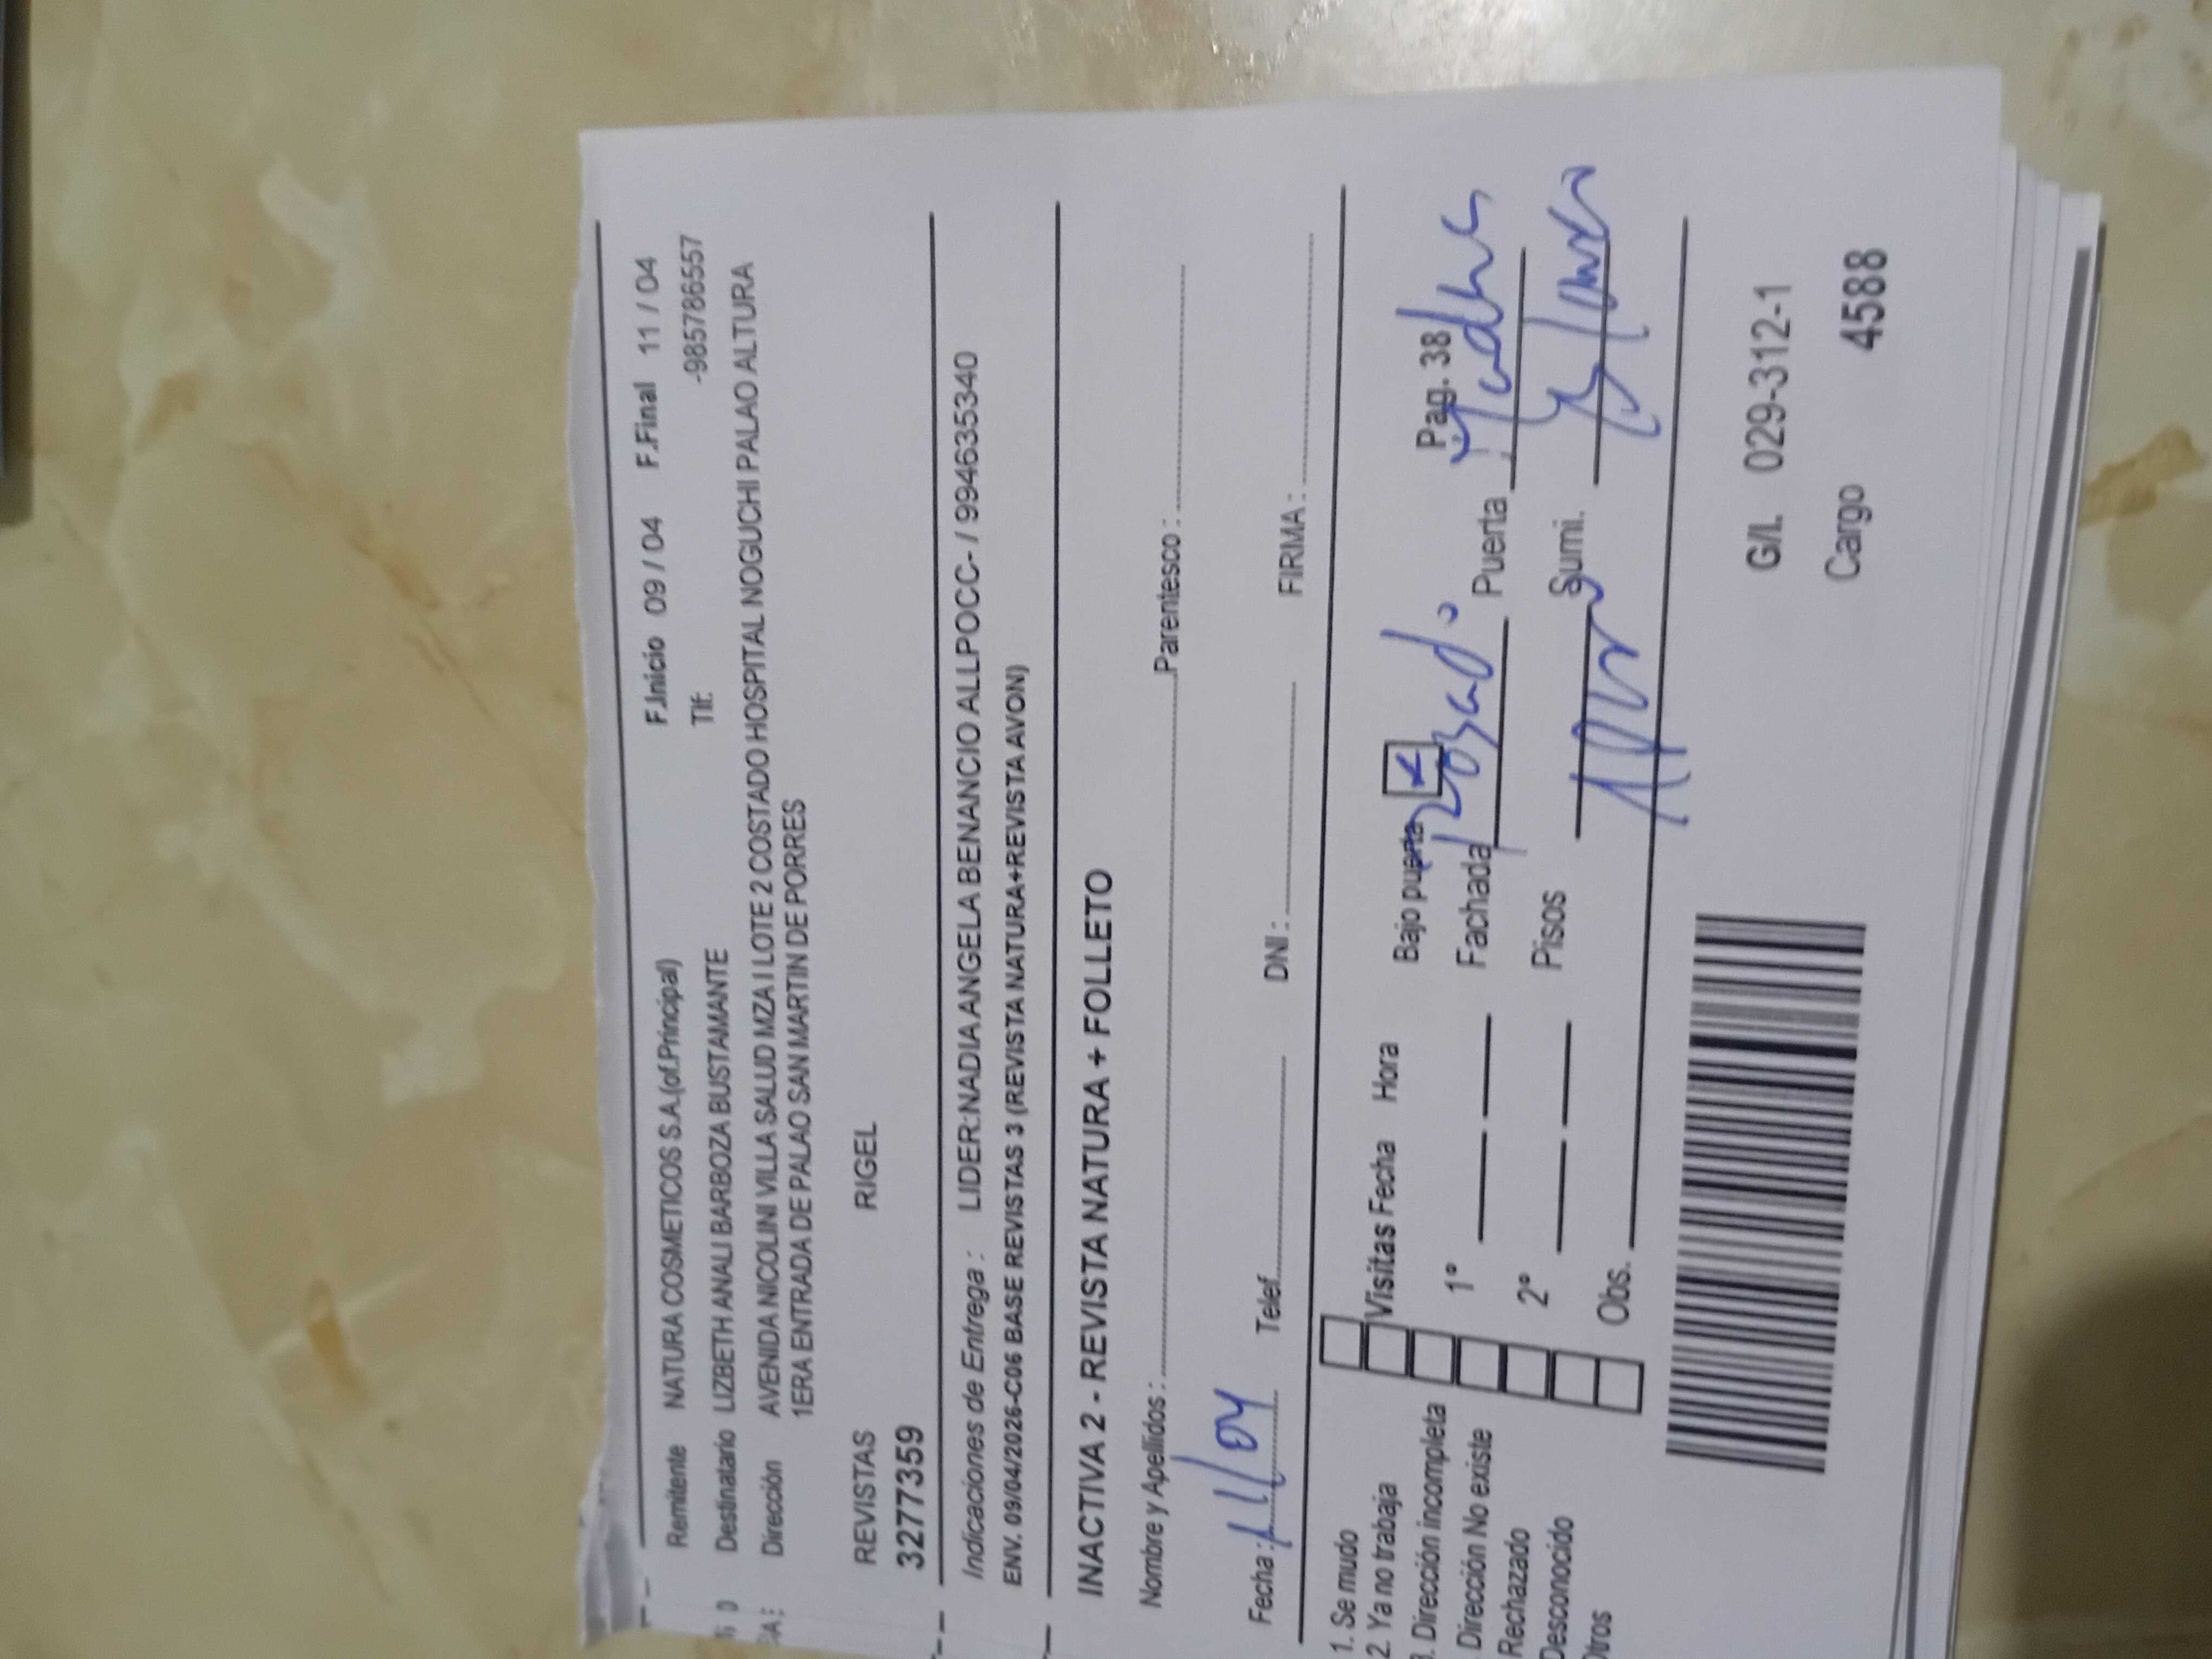 F.Inicio 09 / 04 F.Final 11 / 04
Remitente NATURA COSMETICOS S.A.(of.Principal) Tlf: -985786557
Destinatario LIZBETH ANALI BARBOZA BUSTAMANTE
Dirección AVENIDA NICOLINI VILLA SALUD MZA I LOTE 2 COSTADO HOSPITAL NOGUCHI PALAO ALTURA
1ERA ENTRADA DE PALAO SAN MARTIN DE PORRES
REVISTAS RIGEL
3277359
Indicaciones de Entrega : LIDER:NADIA ANGELA BENANCIO ALLPOCC- / 994635340
ENV. 09/04/2026-C06 BASE REVISTAS 3 (REVISTA NATURA+REVISTA AVON)
INACTIVA 2 - REVISTA NATURA + FOLLETO
Nombre y Apellidos : Parentesco :
Fecha : 11/04 Telef. DNI : FIRMA :
1. Se mudo
2. Ya no trabaja
3. Dirección incompleta
Dirección No existe
Rechazado
Desconocido
Otros
Visitas Fecha Hora
1°
2°
Obs.
Bajo puerta Pag. 38
Fachada Rosado Puerta
Pisos Sumi.
G/L 029-312-1
Cargo 4588